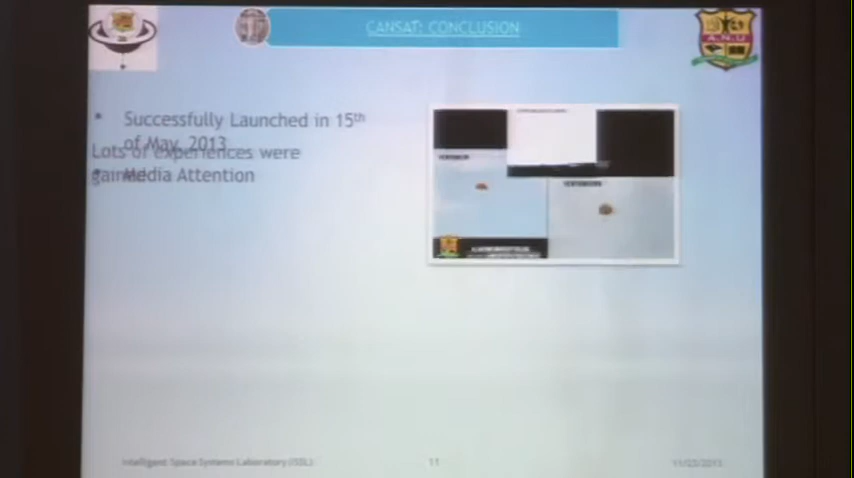 CANSAT: CONCLUSION
A.N.U
• Successfully Launched in 15th
of May, 2013
Lots of experiences were
gained
• Media Attention
Intelligent Space Systems Laboratory (ISSL)
11